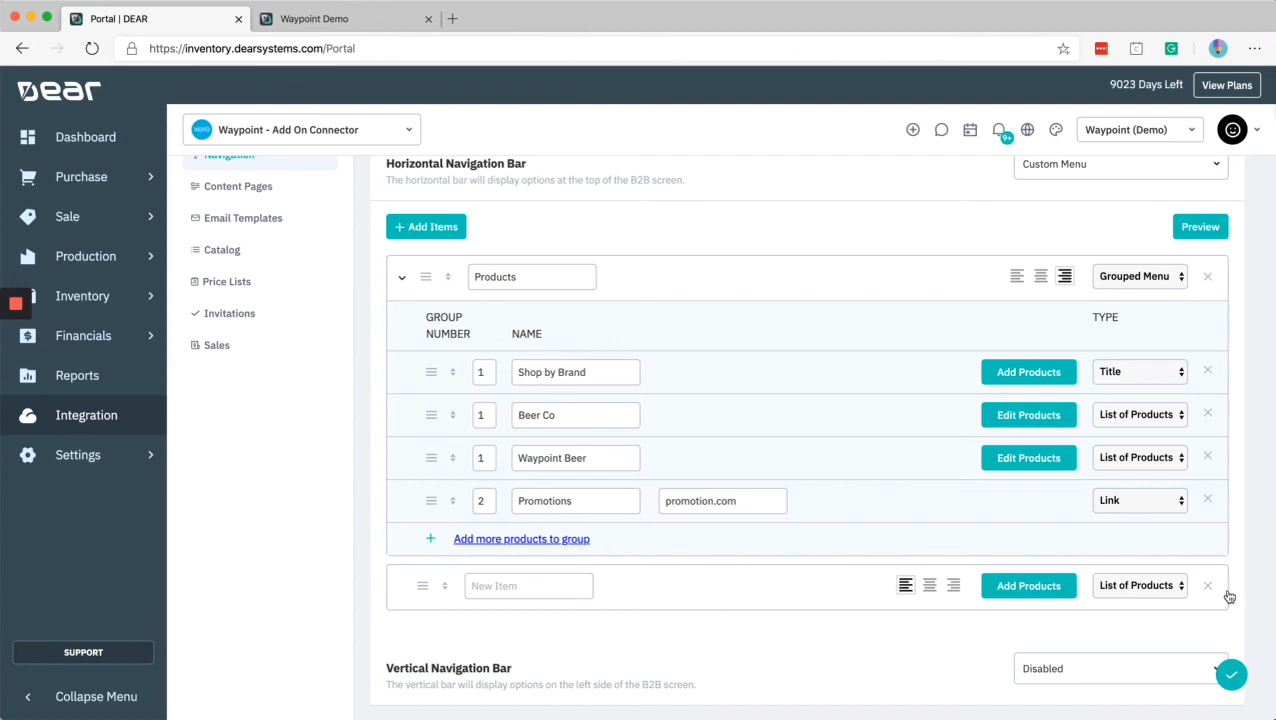 Portal | DEAR
Waypoint Demo
https://inventory.dearsystems.com/Portal
Dear
9023 Days Left
View Plans
Waypoint - Add On Connector
9+
Waypoint (Demo)
Dashboard
Purchase
Sale
Production
Inventory
Financials
Reports
Integration
Settings
SUPPORT
Collapse Menu
Navigation
Content Pages
Email Templates
Catalog
Price Lists
Invitations
Sales
Horizontal Navigation Bar
Custom Menu
The horizontal bar will display options at the top of the B2B screen.
+ Add Items
Preview
Products
Grouped Menu
GROUP NUMBER
NAME
TYPE
1
Shop by Brand
Add Products
Title
1
Beer Co
Edit Products
List of Products
1
Waypoint Beer
Edit Products
List of Products
2
Promotions
promotion.com
Link
+ Add more products to group
New Item
Add Products
List of Products
Vertical Navigation Bar
Disabled
The vertical bar will display options on the left side of the B2B screen.